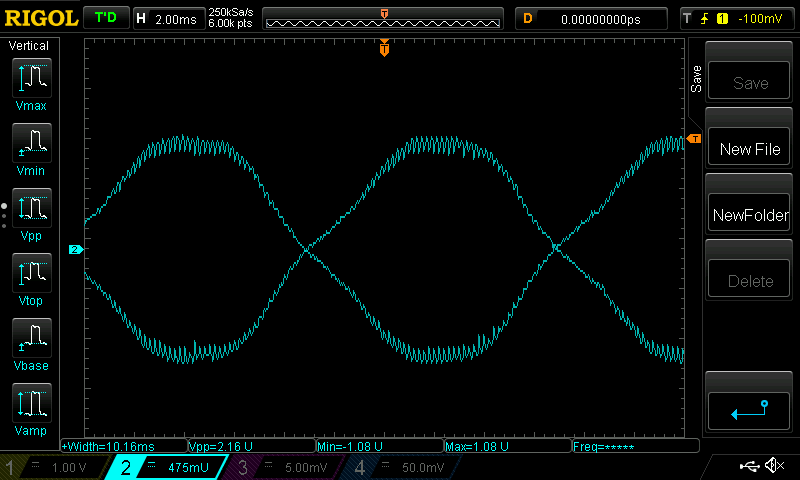 RIGOL T'D H 2.00ms 250kSa/s 6.00k pts T D 0.00000000ps T 1 -100mV
Vertical
Vmax
Vmin
Vpp
Vtop
Vbase
Vamp
T
T
2
Save
Save
New File
NewFolder
Delete
+Width=10.16ms Vpp=2.16 U Min=-1.08 U Max=1.08 U Freq=*****
1 1.00 V 2 475mU 3 5.00mV 4 50.0mV